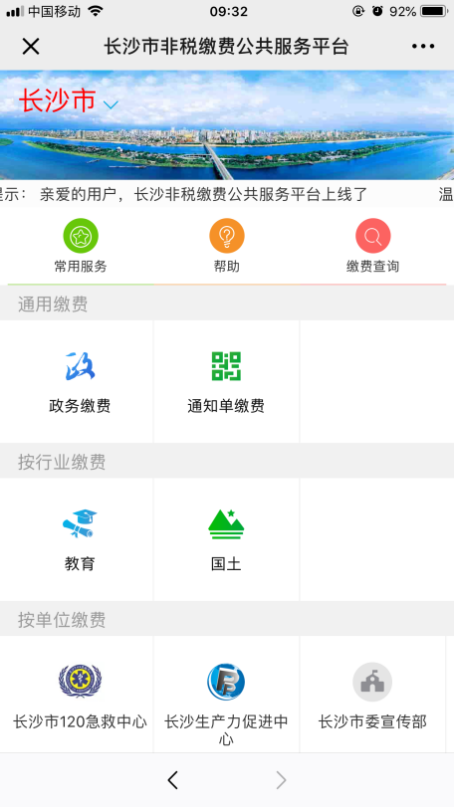 中国移动 09:32 92%
长沙市非税缴费公共服务平台
长沙市
示： 亲爱的用户，长沙非税缴费公共服务平台上线了 温
常用服务 帮助 缴费查询
通用缴费
政
政务缴费 通知单缴费
按行业缴费
教育 国土
按单位缴费
长沙市120急救中心 长沙生产力促进中 长沙市委宣传部
心